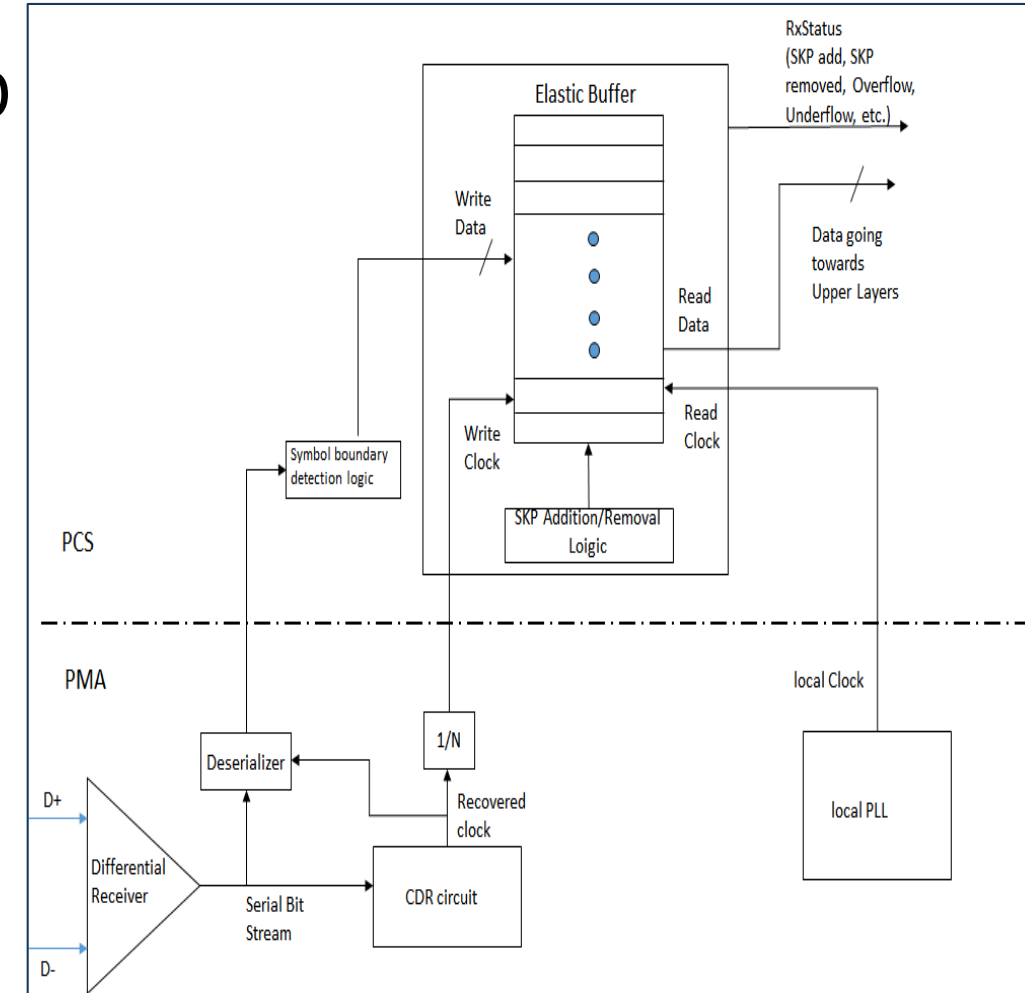 RxStatus
(SKP add, SKP
removed, Overflow,
Underflow, etc.)
Elastic Buffer
Write
Data
Data going
towards
Upper Layers
Read
Data
Write
Clock
Read
Clock
Symbol boundary
detection logic
SKP Addition/Removal
Loigic
PCS
PMA
local Clock
1/N
Deserializer
Recovered
clock
D+
local PLL
Differential
Receiver
CDR circuit
Serial Bit
Stream
D-